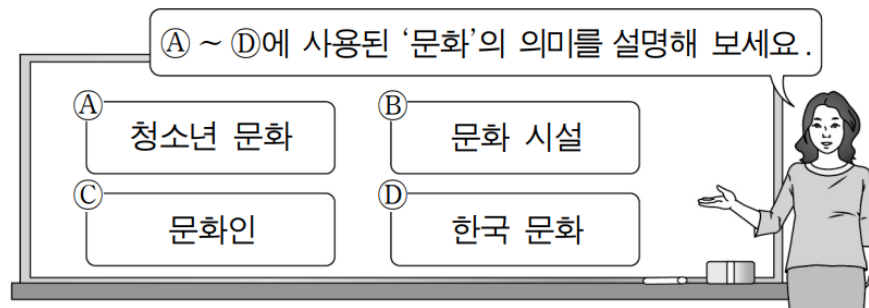 Ⓐ ~ Ⓓ에 사용된 ‘문화’의 의미를 설명해 보세요.
Ⓐ 청소년 문화
Ⓑ 문화 시설
Ⓒ 문화인
Ⓓ 한국 문화